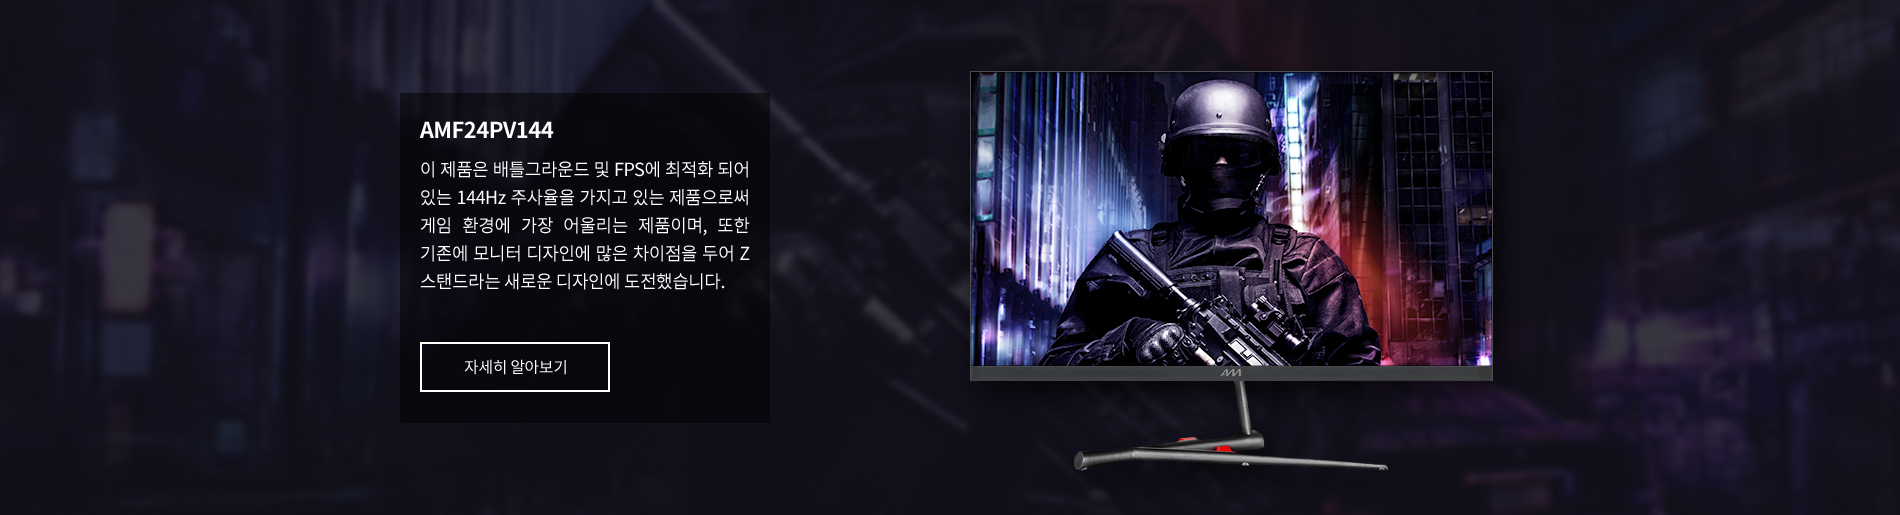 AMF24PV144
이 제품은 배틀그라운드 및 FPS에 최적화 되어
있는 144Hz 주사율을 가지고 있는 제품으로써
게임 환경에 가장 어울리는 제품이며, 또한
기존에 모니터 디자인에 많은 차이점을 두어 Z
스탠드라는 새로운 디자인에 도전했습니다.
자세히 알아보기
AM